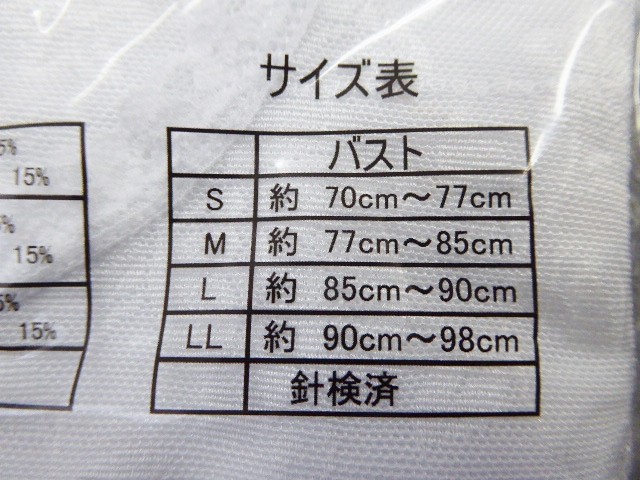 サイズ表
バスト
S 約 70cm～77cm
M 約 77cm～85cm
L 約 85cm～90cm
LL 約 90cm～98cm
針検済
15%
15%
15%